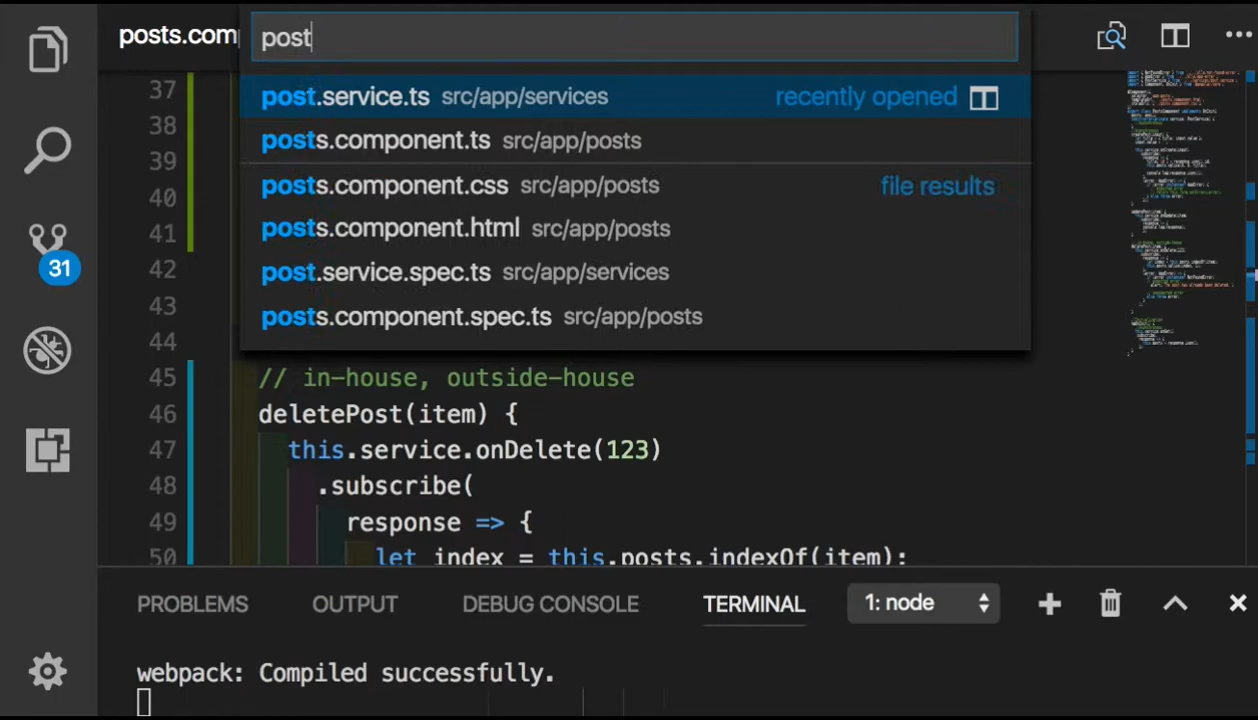 posts.com
post
post.service.ts src/app/services recently opened
posts.component.ts src/app/posts
posts.component.css src/app/posts file results
posts.component.html src/app/posts
post.service.spec.ts src/app/services
posts.component.spec.ts src/app/posts
31
37
38
39
40
41
42
43
44
45 // in-house, outside-house
46 deletePost(item) {
47 this.service.onDelete(123)
48 .subscribe(
49 response => {
50 let index = this.posts.indexOf(item);
PROBLEMS OUTPUT DEBUG CONSOLE TERMINAL 1: node
webpack: Compiled successfully.